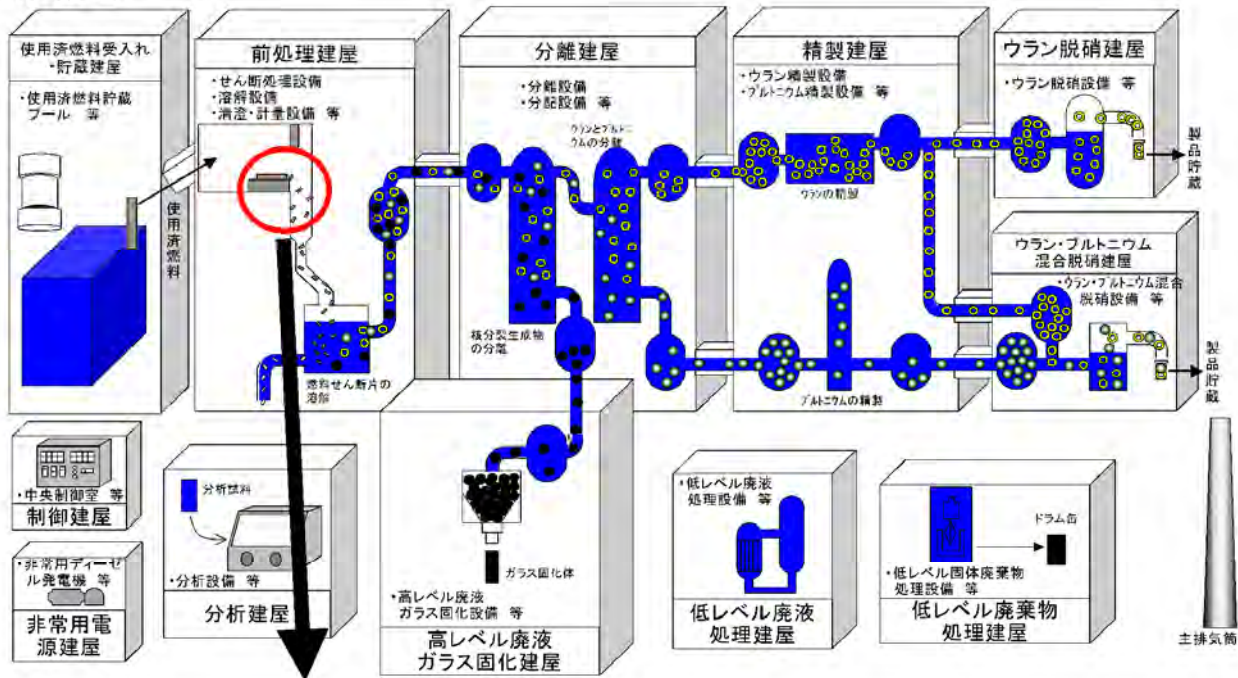 使用済燃料受入れ
・貯蔵建屋
・使用済燃料貯蔵
プール 等
使用済燃料
前処理建屋
・せん断処理設備
・溶解設備
・清澄・計量設備 等
燃料せん断片の
溶解
分離建屋
・分離設備
・分配設備 等
ウランとプルトニ
ウムの分離
核分裂生成物
の分離
精製建屋
・ウラン精製設備
・プルトニウム精製設備 等
ウランの精製
プルトニウムの精製
ウラン脱硝建屋
・ウラン脱硝設備 等
製品貯蔵
ウラン・プルトニウム
混合脱硝建屋
・ウラン・プルトニウム混合
脱硝設備 等
製品貯蔵
・中央制御室 等
制御建屋
・非常用ディーゼ
ル発電機 等
非常用電
源建屋
分析試料
・分析設備 等
分析建屋
ガラス固化体
・高レベル廃液
ガラス固化設備 等
高レベル廃液
ガラス固化建屋
・低レベル廃液
処理設備 等
低レベル廃液
処理建屋
ドラム缶
・低レベル固体廃棄物
処理設備 等
低レベル廃棄物
処理建屋
主排気筒